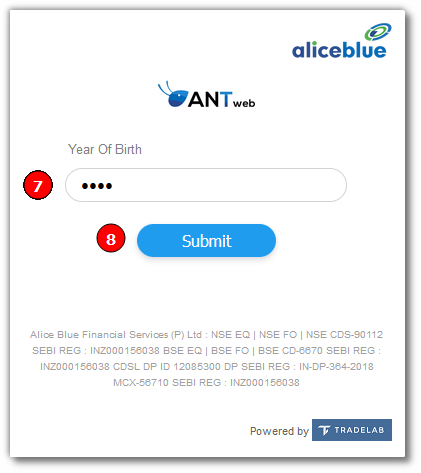 aliceblue
ANT web
Year Of Birth
7
••••
8
Submit
Alice Blue Financial Services (P) Ltd : NSE EQ | NSE FO | NSE CDS-90112
SEBI REG : INZ000156038 BSE EQ | BSE FO | BSE CD-6670 SEBI REG :
INZ000156038 CDSL DP ID 12085300 DP SEBI REG : IN-DP-364-2018
MCX-56710 SEBI REG : INZ000156038
Powered by TRADELAB